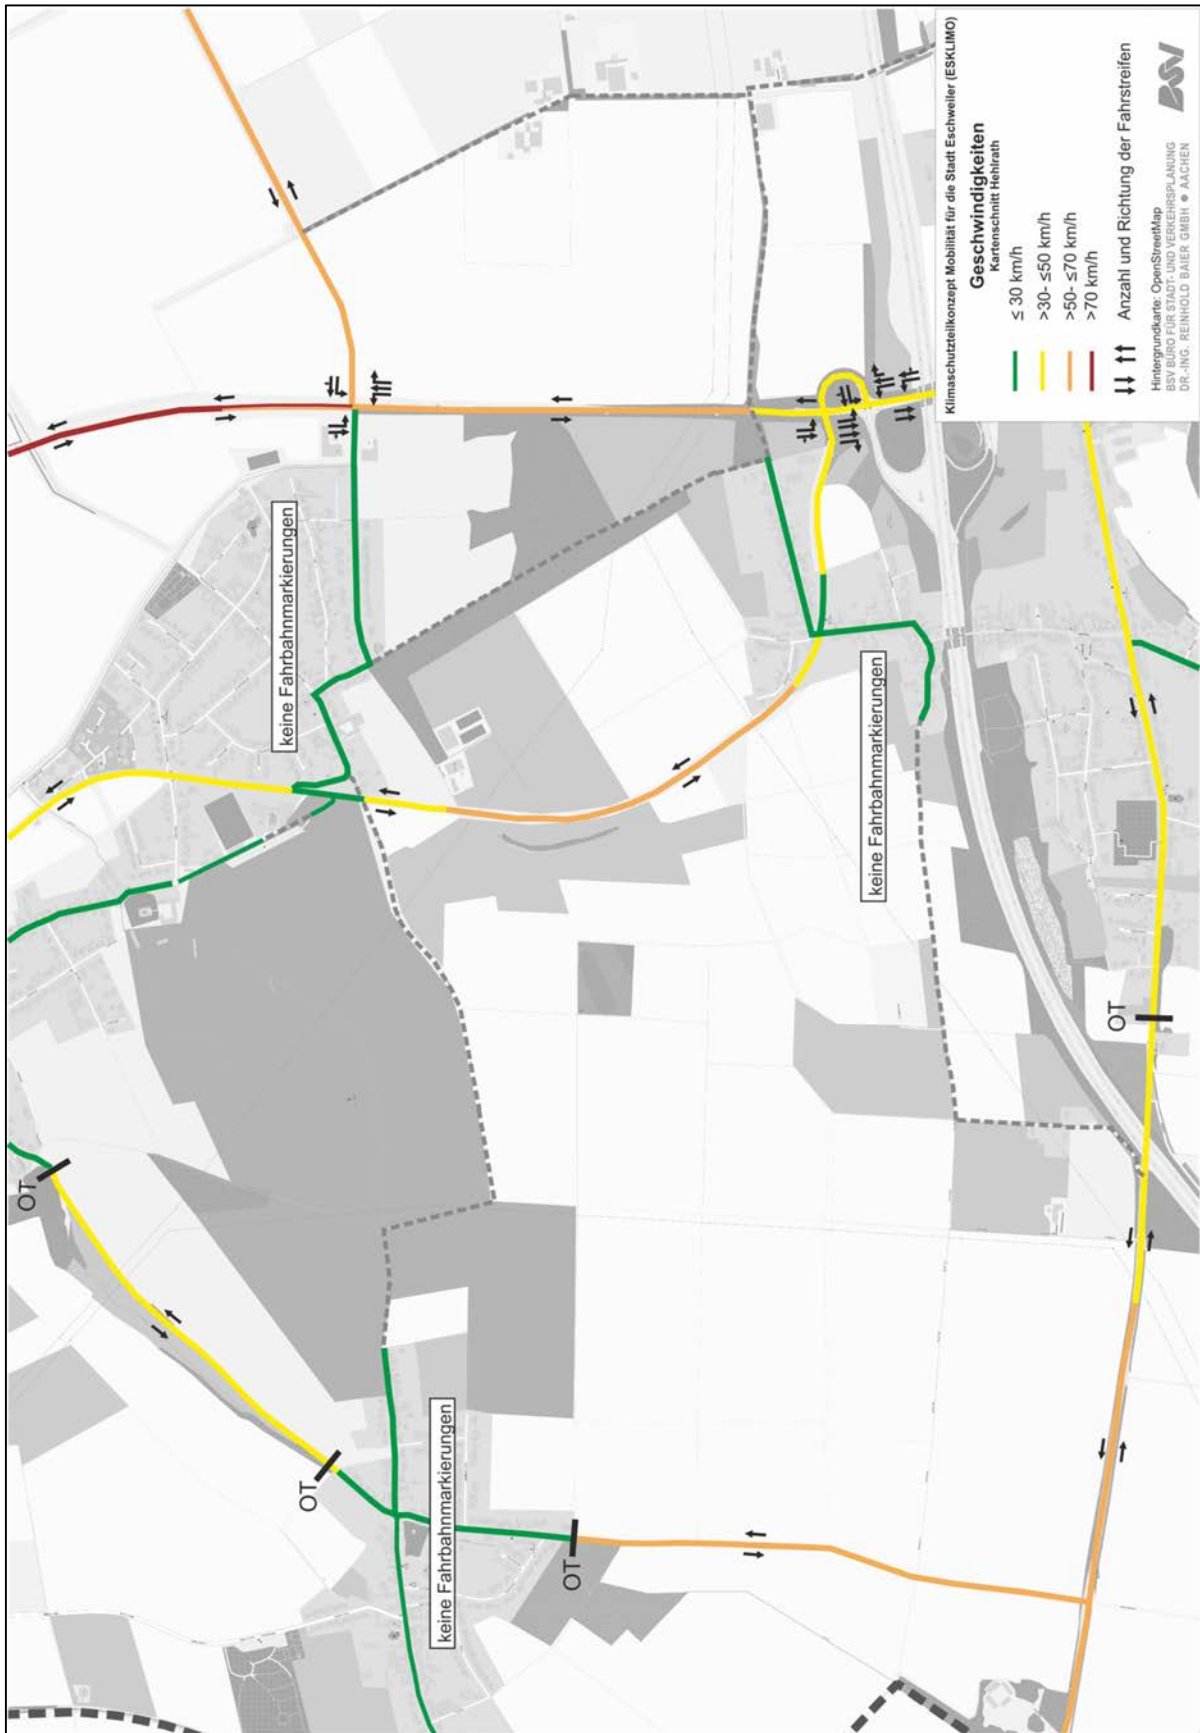 Klimaschutzteilkonzept Mobilität für die Stadt Eschweiler (ESKLIMO)
Geschwindigkeiten
Kartenschnitt Hehlrath
≤ 30 km/h
>30- ≤50 km/h
>50- ≤70 km/h
>70 km/h
Anzahl und Richtung der Fahrstreifen
Hintergrundkarte: OpenStreetMap
BSV BÜRO FÜR STADT- UND VERKEHRSPLANUNG
DR.-ING. REINHOLD BAIER GMBH ● AACHEN
BSV
keine Fahrbahnmarkierungen
keine Fahrbahnmarkierungen
keine Fahrbahnmarkierungen
OT
OT
OT
OT